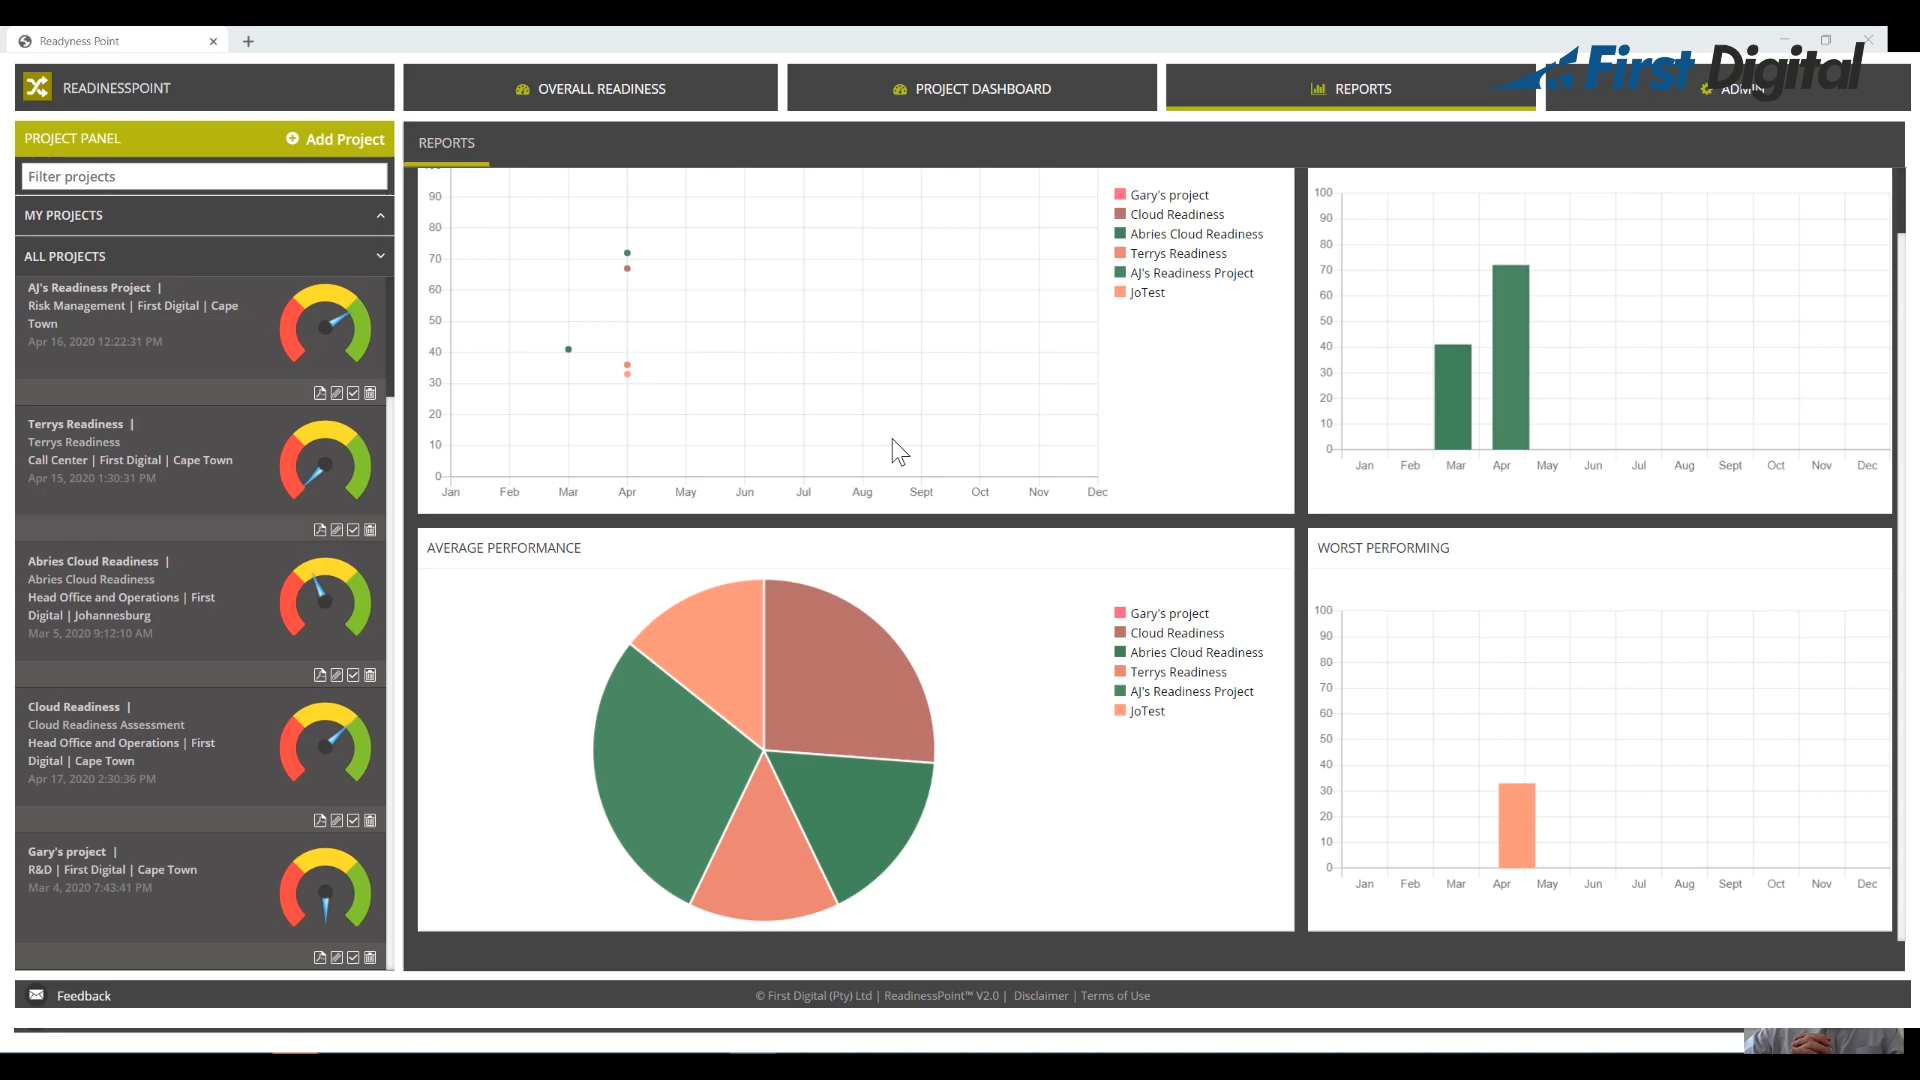 Readyness Point
First Digital
READINESSPOINT
OVERALL READINESS
PROJECT DASHBOARD
REPORTS
ADMIN
PROJECT PANEL
Add Project
Filter projects
MY PROJECTS
ALL PROJECTS
AJ's Readiness Project |
Risk Management | First Digital | Cape
Town
Apr 16, 2020 12:22:31 PM
Terrys Readiness |
Terrys Readiness
Call Center | First Digital | Cape Town
Apr 15, 2020 1:30:31 PM
Abries Cloud Readiness |
Abries Cloud Readiness
Head Office and Operations | First
Digital | Johannesburg
Mar 5, 2020 9:12:10 AM
Cloud Readiness |
Cloud Readiness Assessment
Head Office and Operations | First
Digital | Cape Town
Apr 17, 2020 2:30:36 PM
Gary's project |
R&D | First Digital | Cape Town
Mar 4, 2020 7:43:41 PM
REPORTS
90
80
70
60
50
40
30
20
10
0
Jan Feb Mar Apr May Jun Jul Aug Sept Oct Nov Dec
Gary's project
Cloud Readiness
Abries Cloud Readiness
Terrys Readiness
AJ's Readiness Project
JoTest
100
90
80
70
60
50
40
30
20
10
0
Jan Feb Mar Apr May Jun Jul Aug Sept Oct Nov Dec
AVERAGE PERFORMANCE
Gary's project
Cloud Readiness
Abries Cloud Readiness
Terrys Readiness
AJ's Readiness Project
JoTest
WORST PERFORMING
100
90
80
70
60
50
40
30
20
10
0
Jan Feb Mar Apr May Jun Jul Aug Sept Oct Nov Dec
Feedback
© First Digital (Pty) Ltd | ReadinessPoint™ V2.0 | Disclaimer | Terms of Use